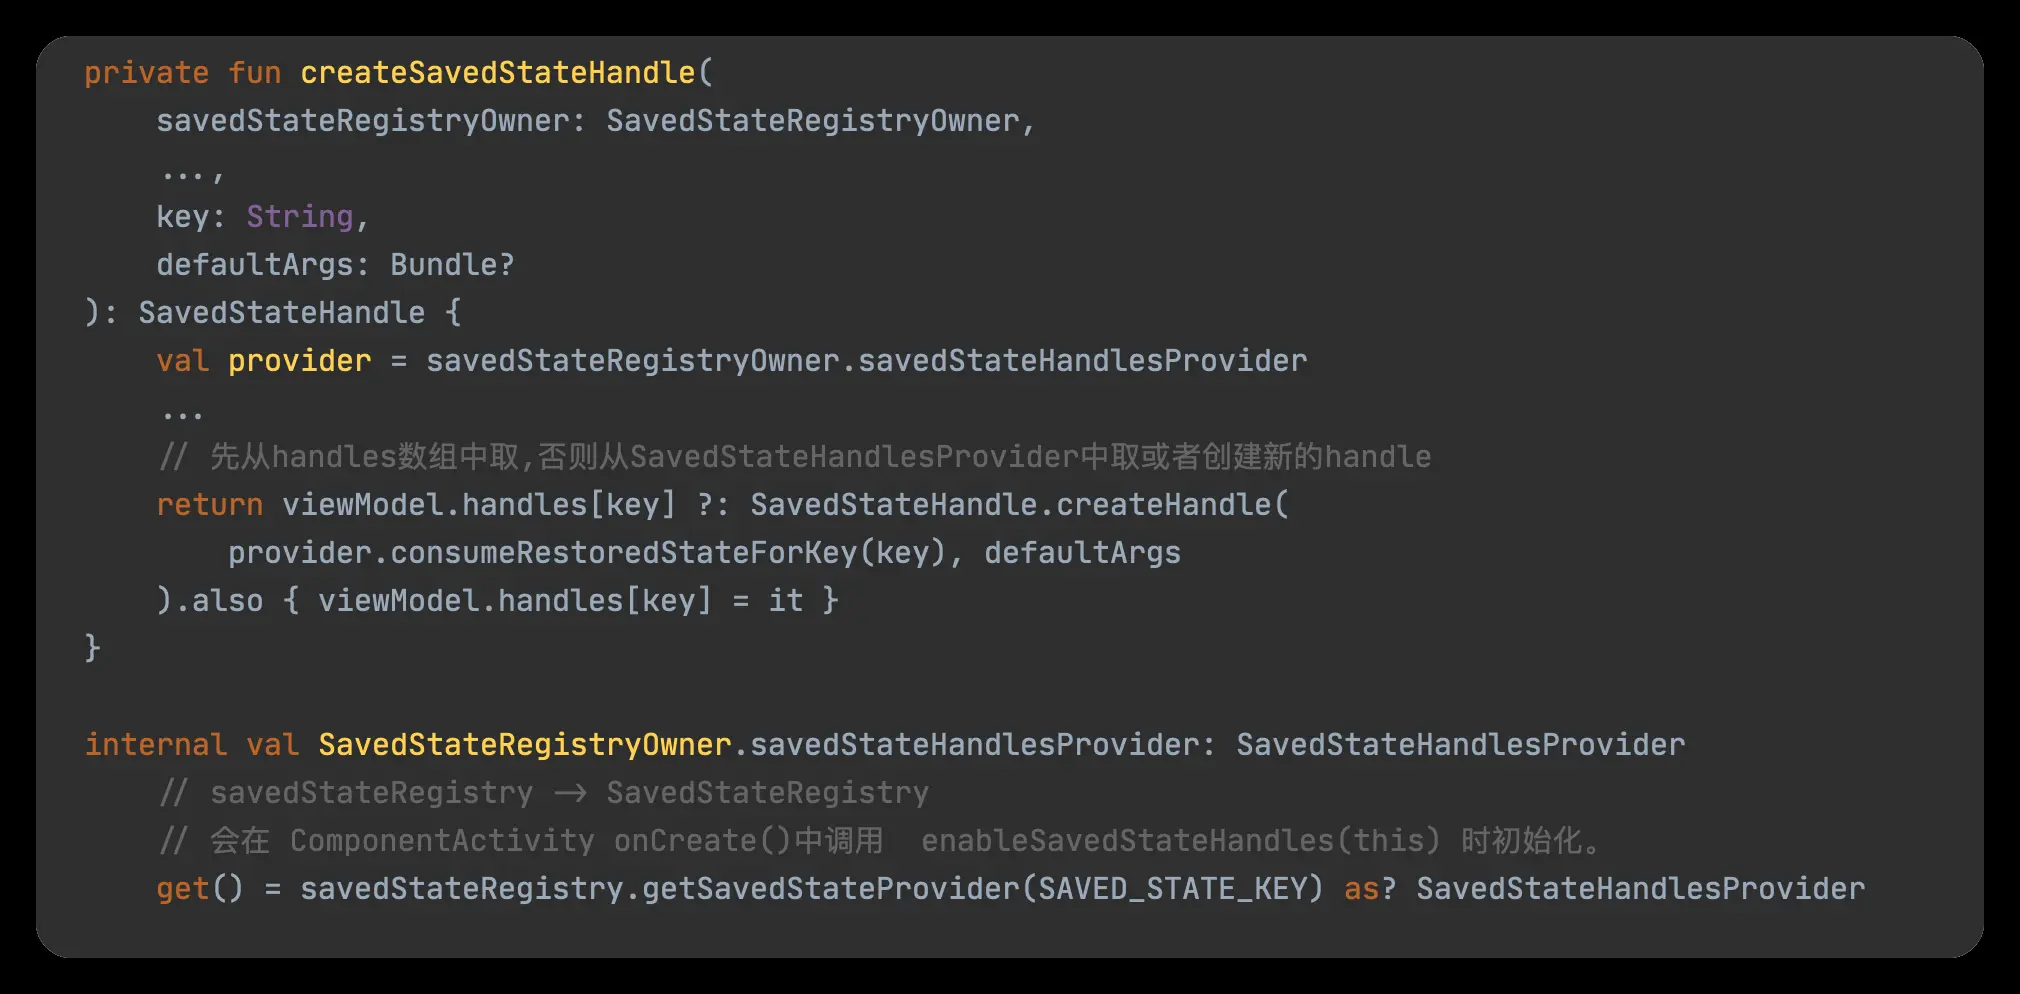 private fun createSavedStateHandle(
savedStateRegistryOwner: SavedStateRegistryOwner,
...,
key: String,
defaultArgs: Bundle?
): SavedStateHandle {
val provider = savedStateRegistryOwner.savedStateHandlesProvider
...
// 先从handles数组中取,否则从SavedStateHandlesProvider中取或者创建新的handle
return viewModel.handles[key] ?: SavedStateHandle.createHandle(
provider.consumeRestoredStateForKey(key), defaultArgs
).also { viewModel.handles[key] = it }
}
internal val SavedStateRegistryOwner.savedStateHandlesProvider: SavedStateHandlesProvider
// savedStateRegistry -> SavedStateRegistry
// 会在 ComponentActivity onCreate()中调用  enableSavedStateHandles(this) 时初始化。
get() = savedStateRegistry.getSavedStateProvider(SAVED_STATE_KEY) as? SavedStateHandlesProvider